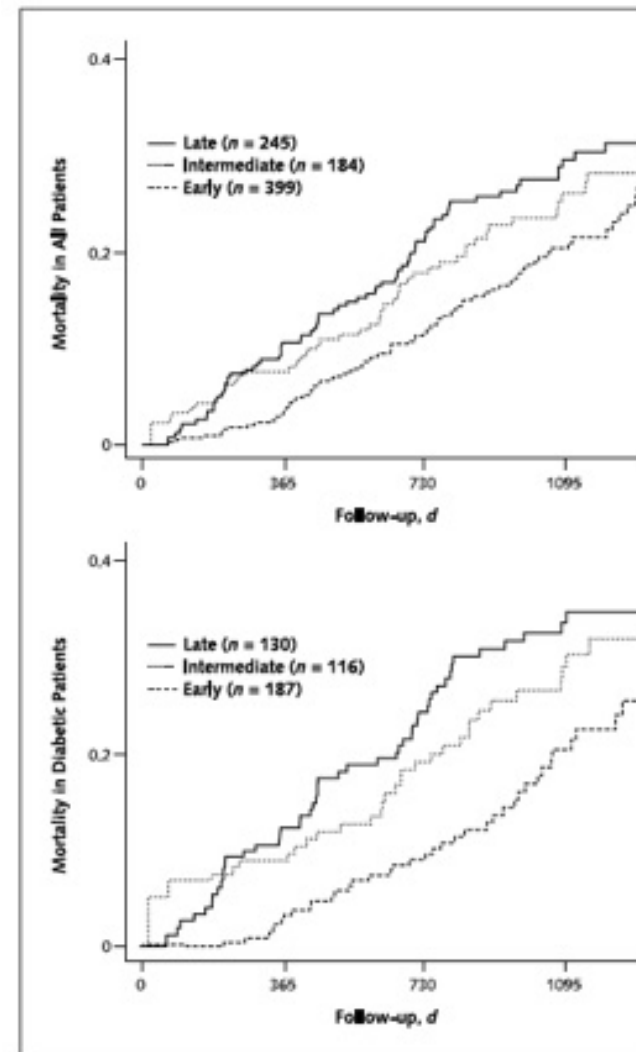 0.4
Late (n = 245)
Intermediate (n = 184)
Early (n = 399)
0.2
Mortality in All Patients
0
0 365 730 1095
Follow-up, d
0.4
Late (n = 130)
Intermediate (n = 116)
Early (n = 187)
0.2
Mortality in Diabetic Patients
0
0 365 730 1095
Follow-up, d